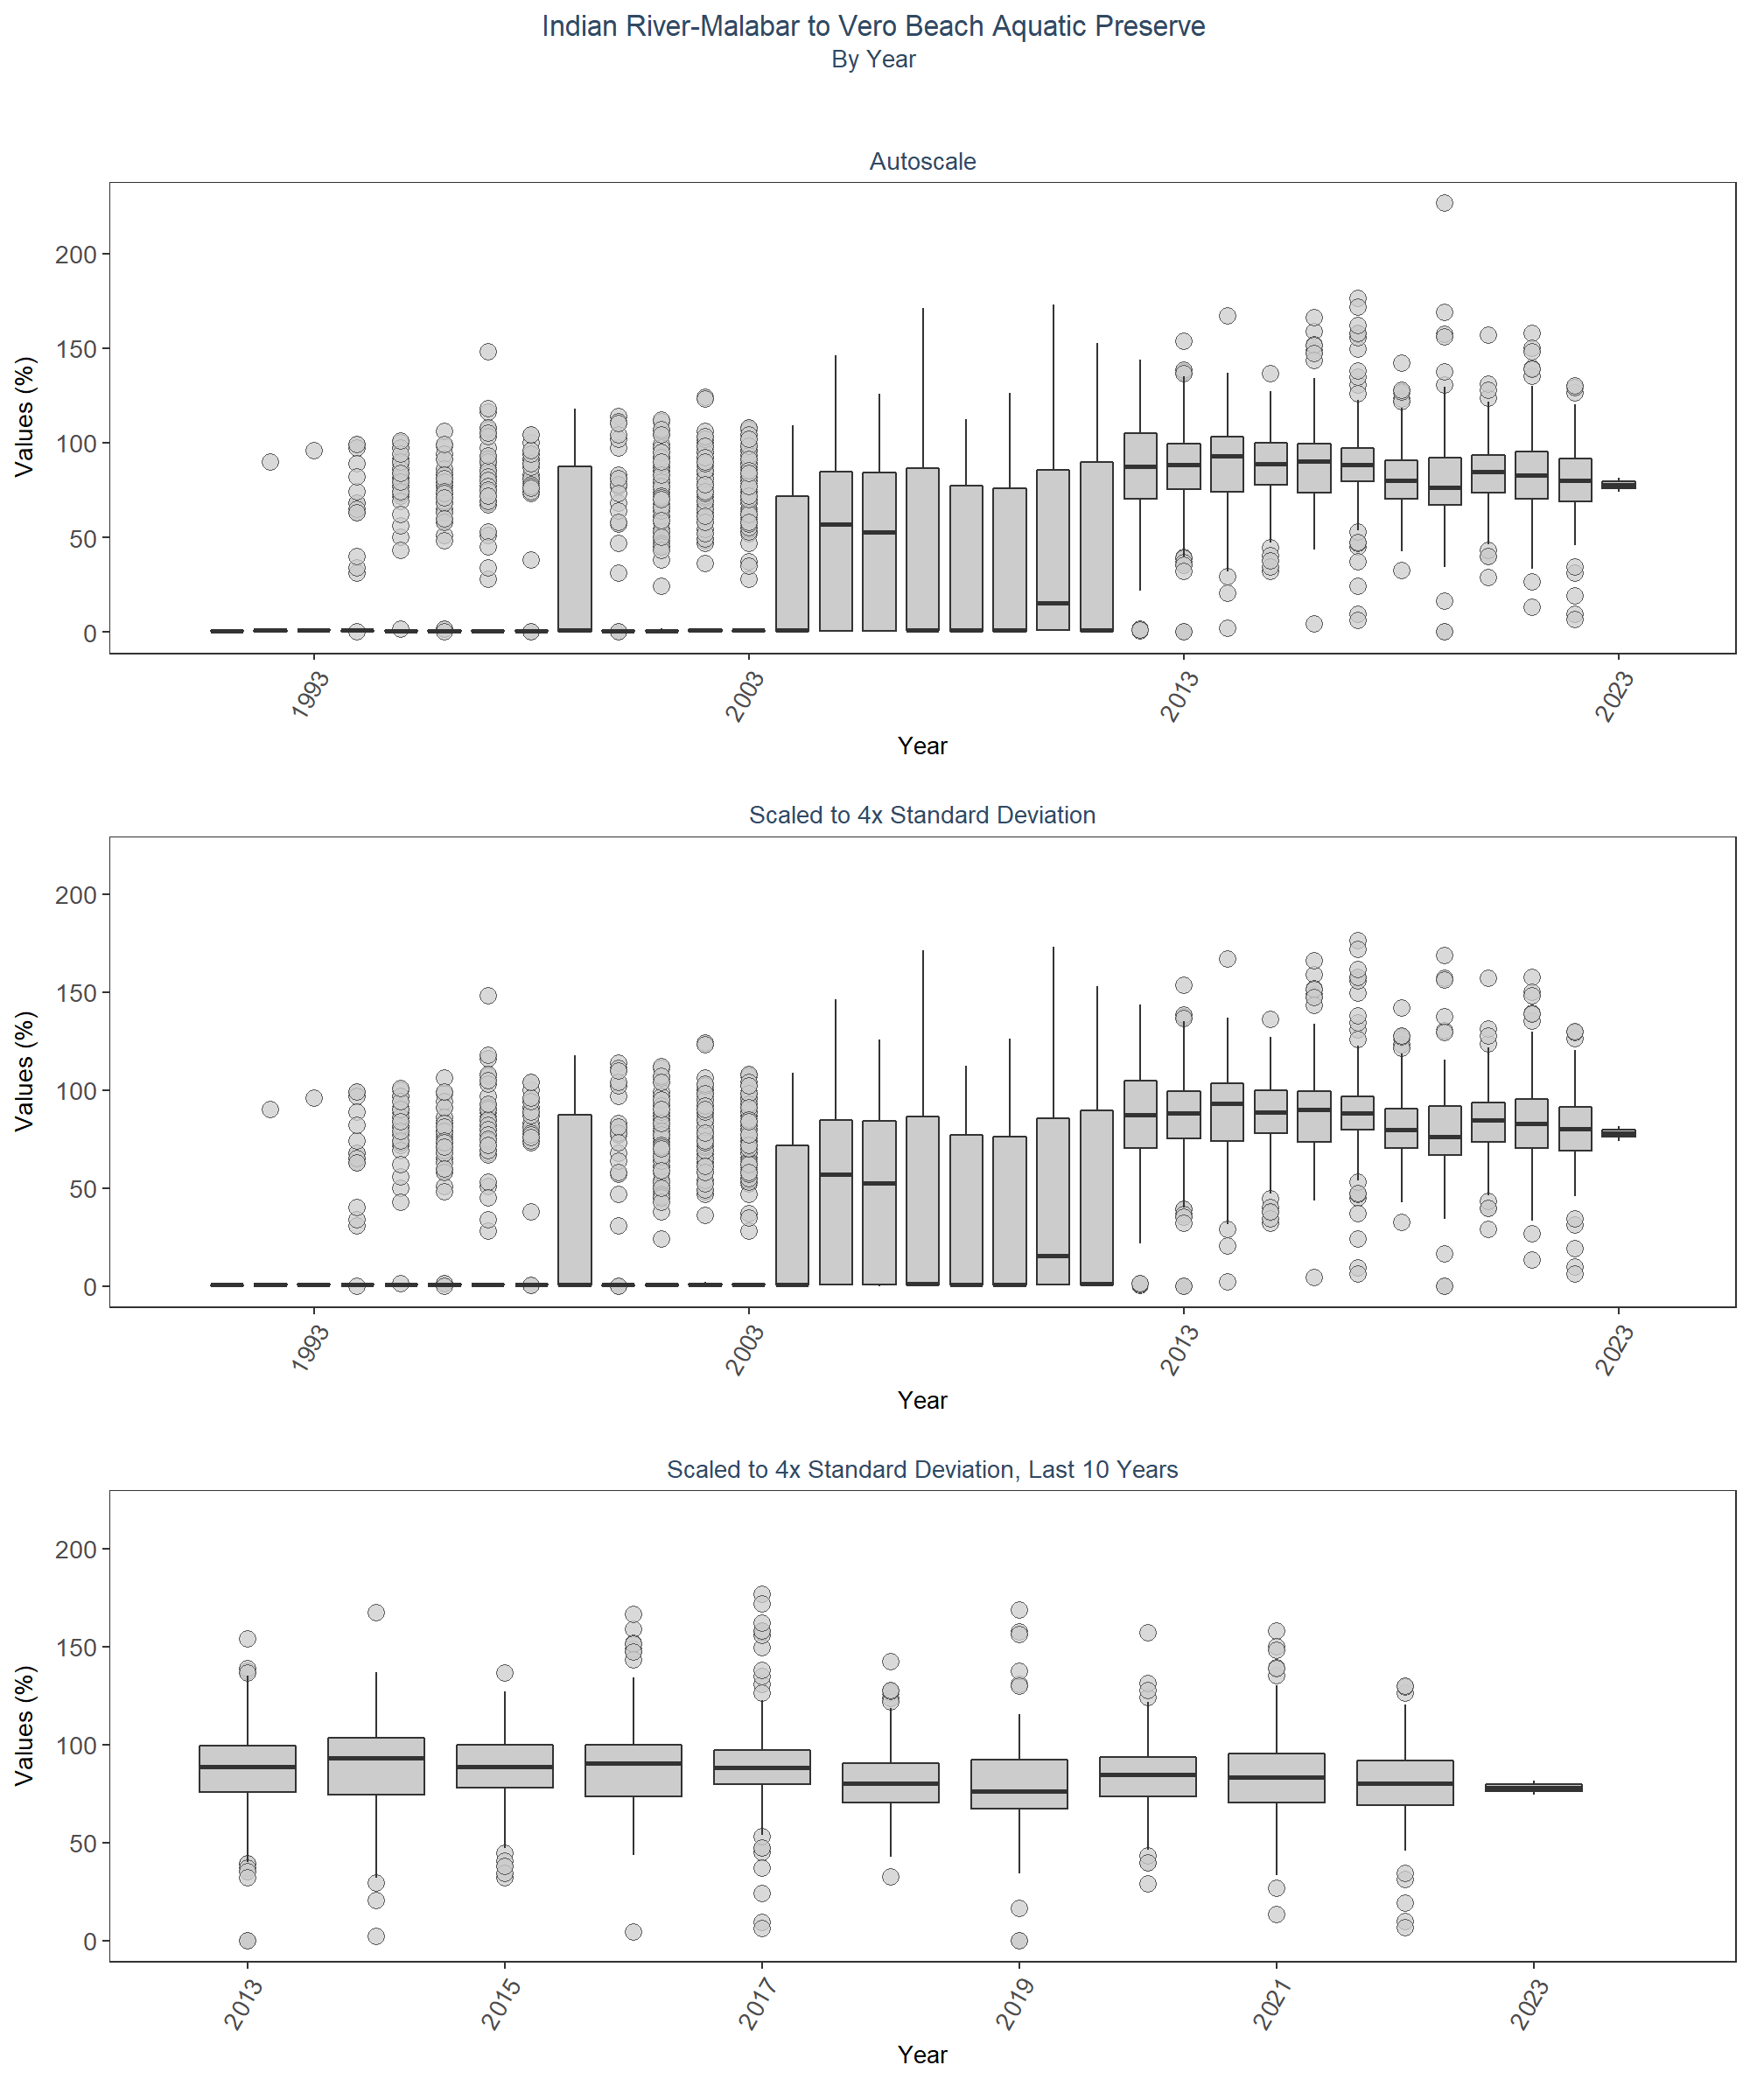 Indian River-Malabar to Vero Beach Aquatic Preserve
By Year
Autoscale
Values (%)
200
150
100
50
0
1993
2003
2013
2023
Year
Scaled to 4x Standard Deviation
Values (%)
200
150
100
50
0
1993
2003
2013
2023
Year
Scaled to 4x Standard Deviation, Last 10 Years
Values (%)
200
150
100
50
0
2013
2015
2017
2019
2021
2023
Year